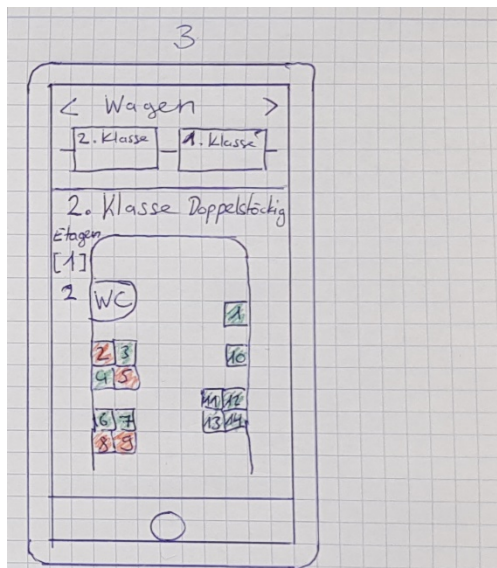 3
< Wagen >
2. Klasse 1. Klasse
2. Klasse Doppelstöckig
Etagen
[1]
2 WC
1
2 3 10
4 5
11 12
6 7 13 14
8 9